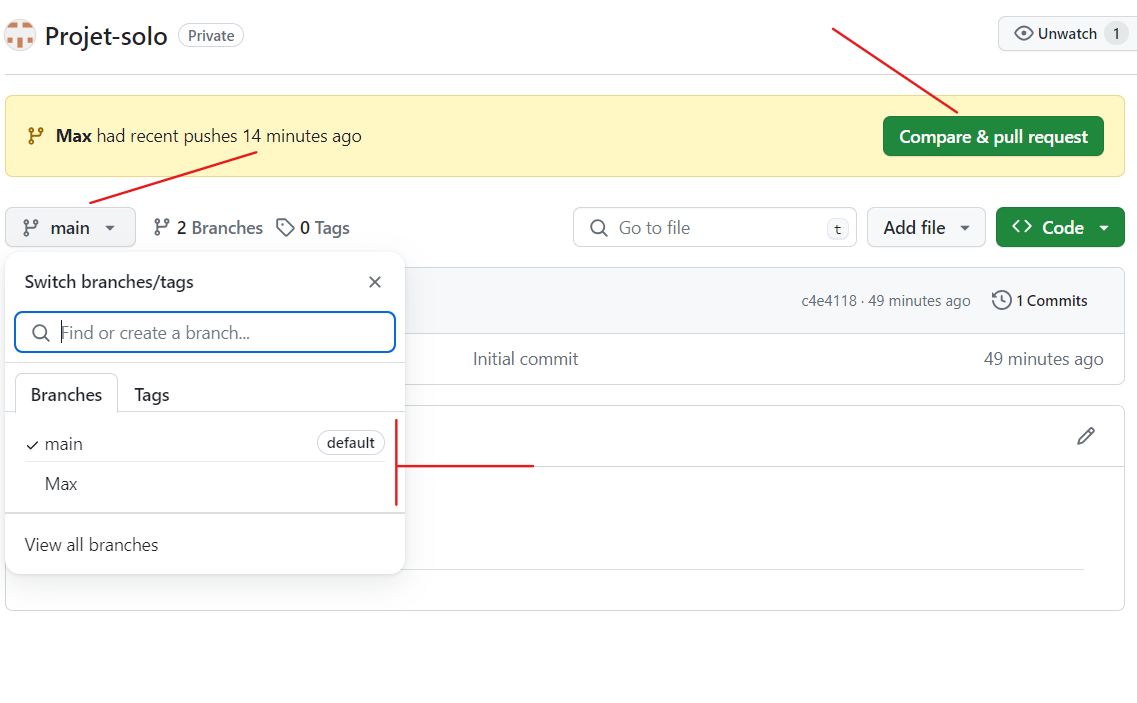 Projet-solo Private Unwatch 1
Max had recent pushes 14 minutes ago Compare & pull request
main 2 Branches 0 Tags Go to file t Add file Code
Switch branches/tags
c4e4118 · 49 minutes ago 1 Commits
Find or create a branch...
Initial commit 49 minutes ago
Branches Tags
main default
Max
View all branches